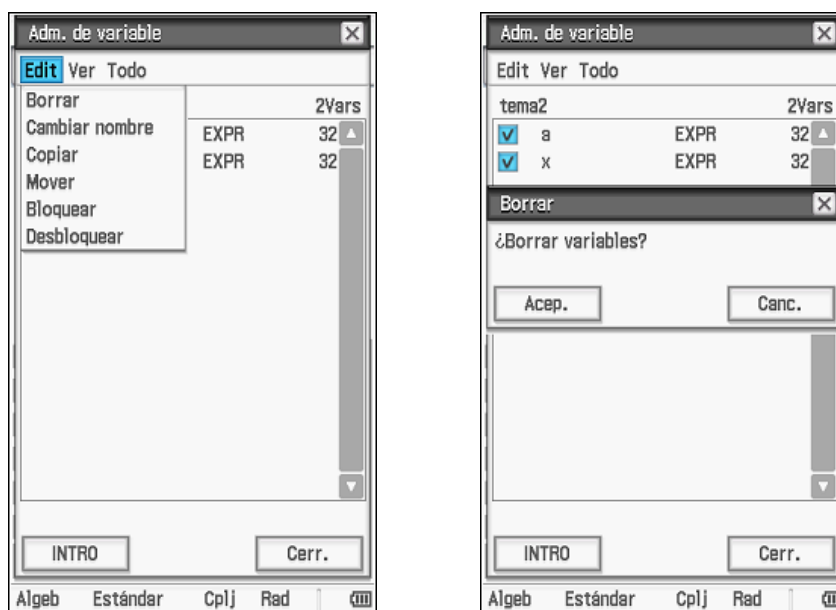 Adm. de variable
Edit Ver Todo
Borrar
2Vars
Cambiar nombre
EXPR 32
Copiar
EXPR 32
Mover
Bloquear
Desbloquear
INTRO Cerr.
Algeb Estándar Cplj Rad
Adm. de variable
Edit Ver Todo
tema2 2Vars
a EXPR 32
x EXPR 32
Borrar
¿Borrar variables?
Acep. Canc.
INTRO Cerr.
Algeb Estándar Cplj Rad